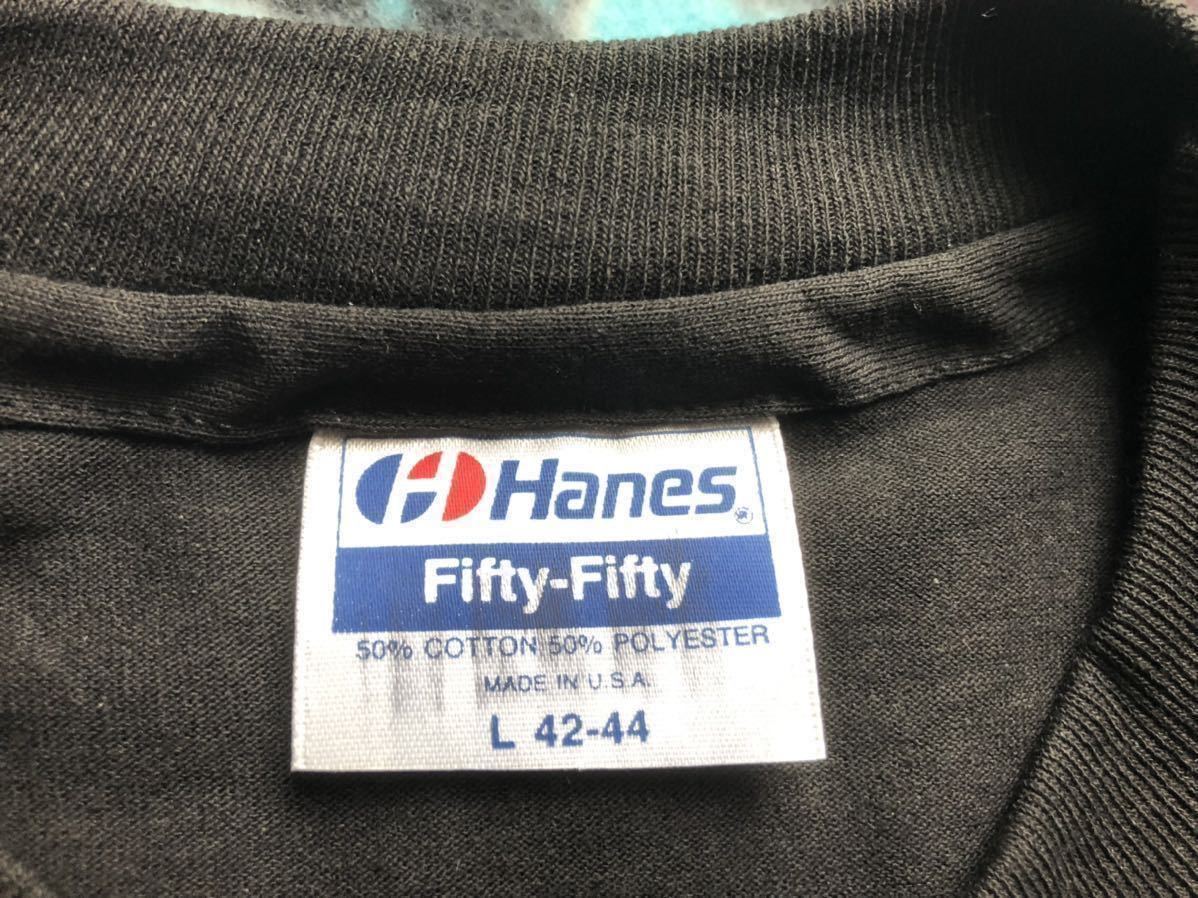 Hanes®
Fifty-Fifty
50% COTTON 50% POLYESTER
MADE IN U.S.A.
L 42-44